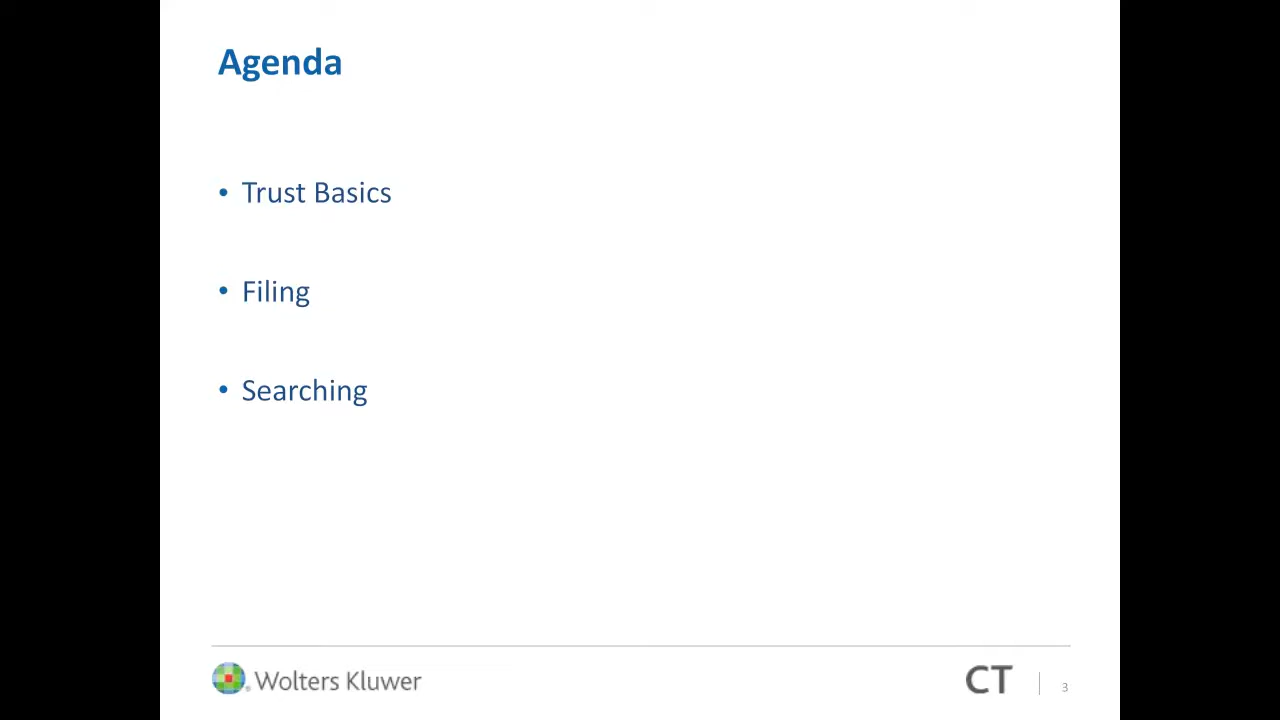 Agenda
• Trust Basics
• Filing
• Searching
Wolters Kluwer
CT
3